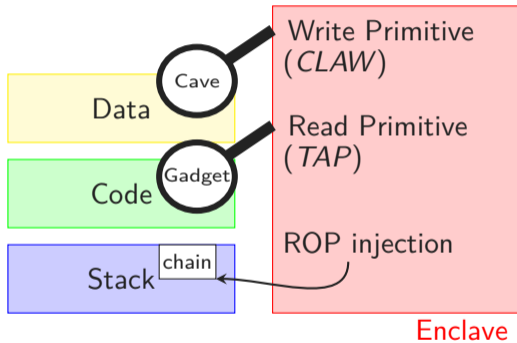 Write Primitive
(CLAW)
Cave
Data
Read Primitive
(TAP)
Gadget
Code
ROP injection
chain
Stack
Enclave